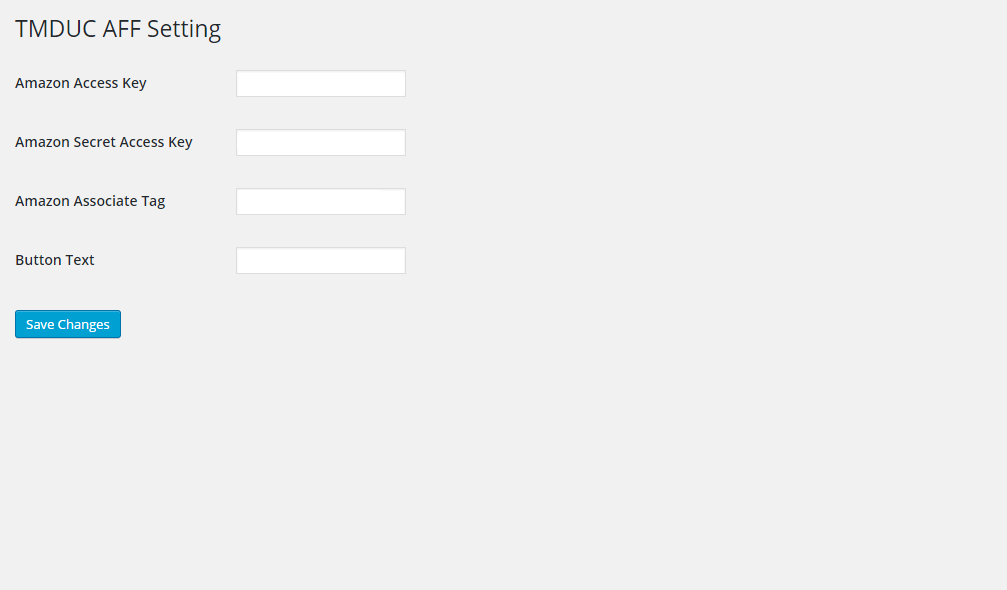 TMDUC AFF Setting
Amazon Access Key
Amazon Secret Access Key
Amazon Associate Tag
Button Text
Save Changes